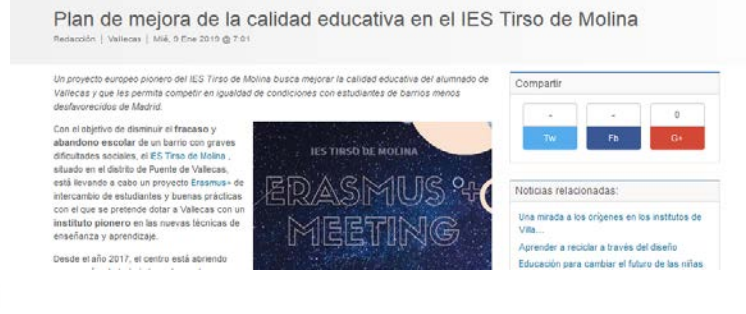 Plan de mejora de la calidad educativa en el IES Tirso de Molina
Redacción | Vallecas | Mié, 9 Ene 2019 @ 7:01
Un proyecto europeo pionero del IES Tirso de Molina busca mejorar la calidad educativa del alumnado de
Vallecas y que les permita competir en igualdad de condiciones con estudiantes de barrios menos
desfavorecidos de Madrid.
Con el objetivo de disminuir el fracaso y
abandono escolar de un barrio con graves
dificultades sociales, el IES Tirso de Molina ,
situado en el distrito de Puente de Vallecas,
está llevando a cabo un proyecto Erasmus+ de
intercambio de estudiantes y buenas prácticas
con el que se pretende dotar a Vallecas con un
instituto pionero en las nuevas técnicas de
enseñanza y aprendizaje.
Desde el año 2017, el centro está abriendo
IES TIRSO DE MOLINA
ERASMUS +
MEETING
Compartir
- - 0
Tw Fb G+
Noticias relacionadas:
Una mirada a los orígenes en los institutos de
Villa...
Aprender a reciclar a través del diseño
Educación para cambiar el futuro de las niñas